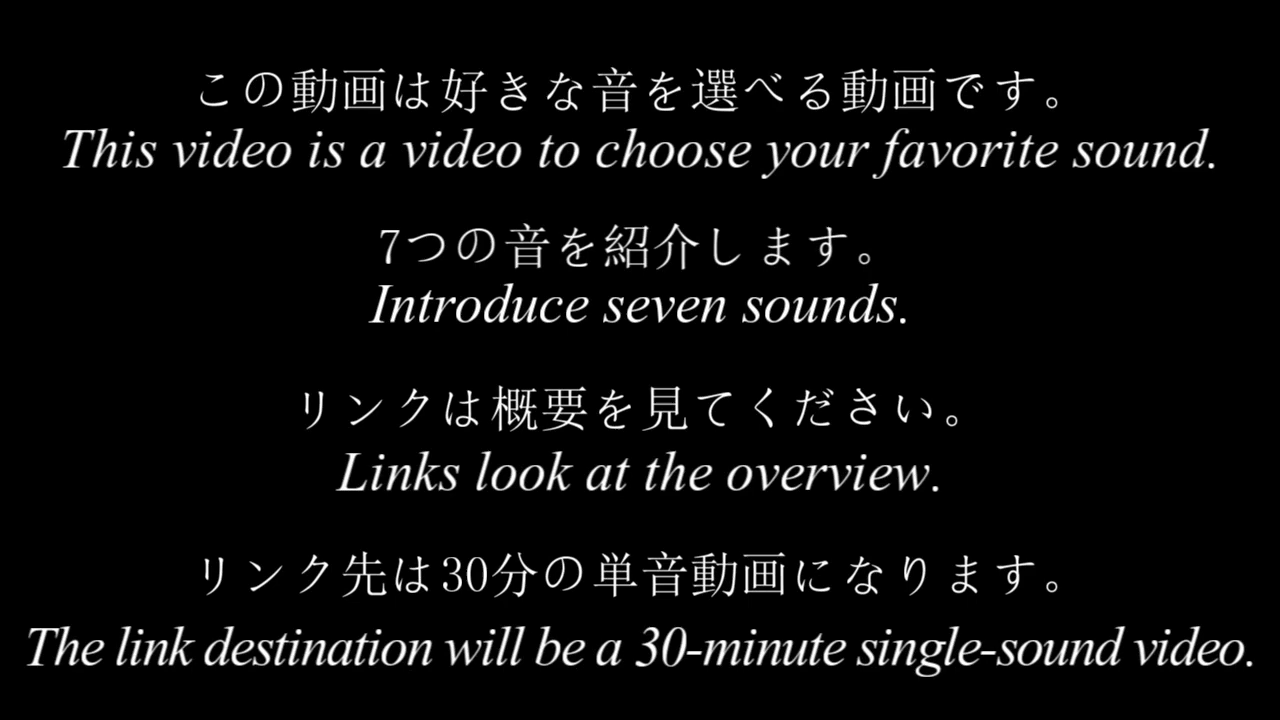 この動画は好きな音を選べる動画です。
This video is a video to choose your favorite sound.
7つの音を紹介します。
Introduce seven sounds.
リンクは概要を見てください。
Links look at the overview.
リンク先は30分の単音動画になります。
The link destination will be a 30-minute single-sound video.